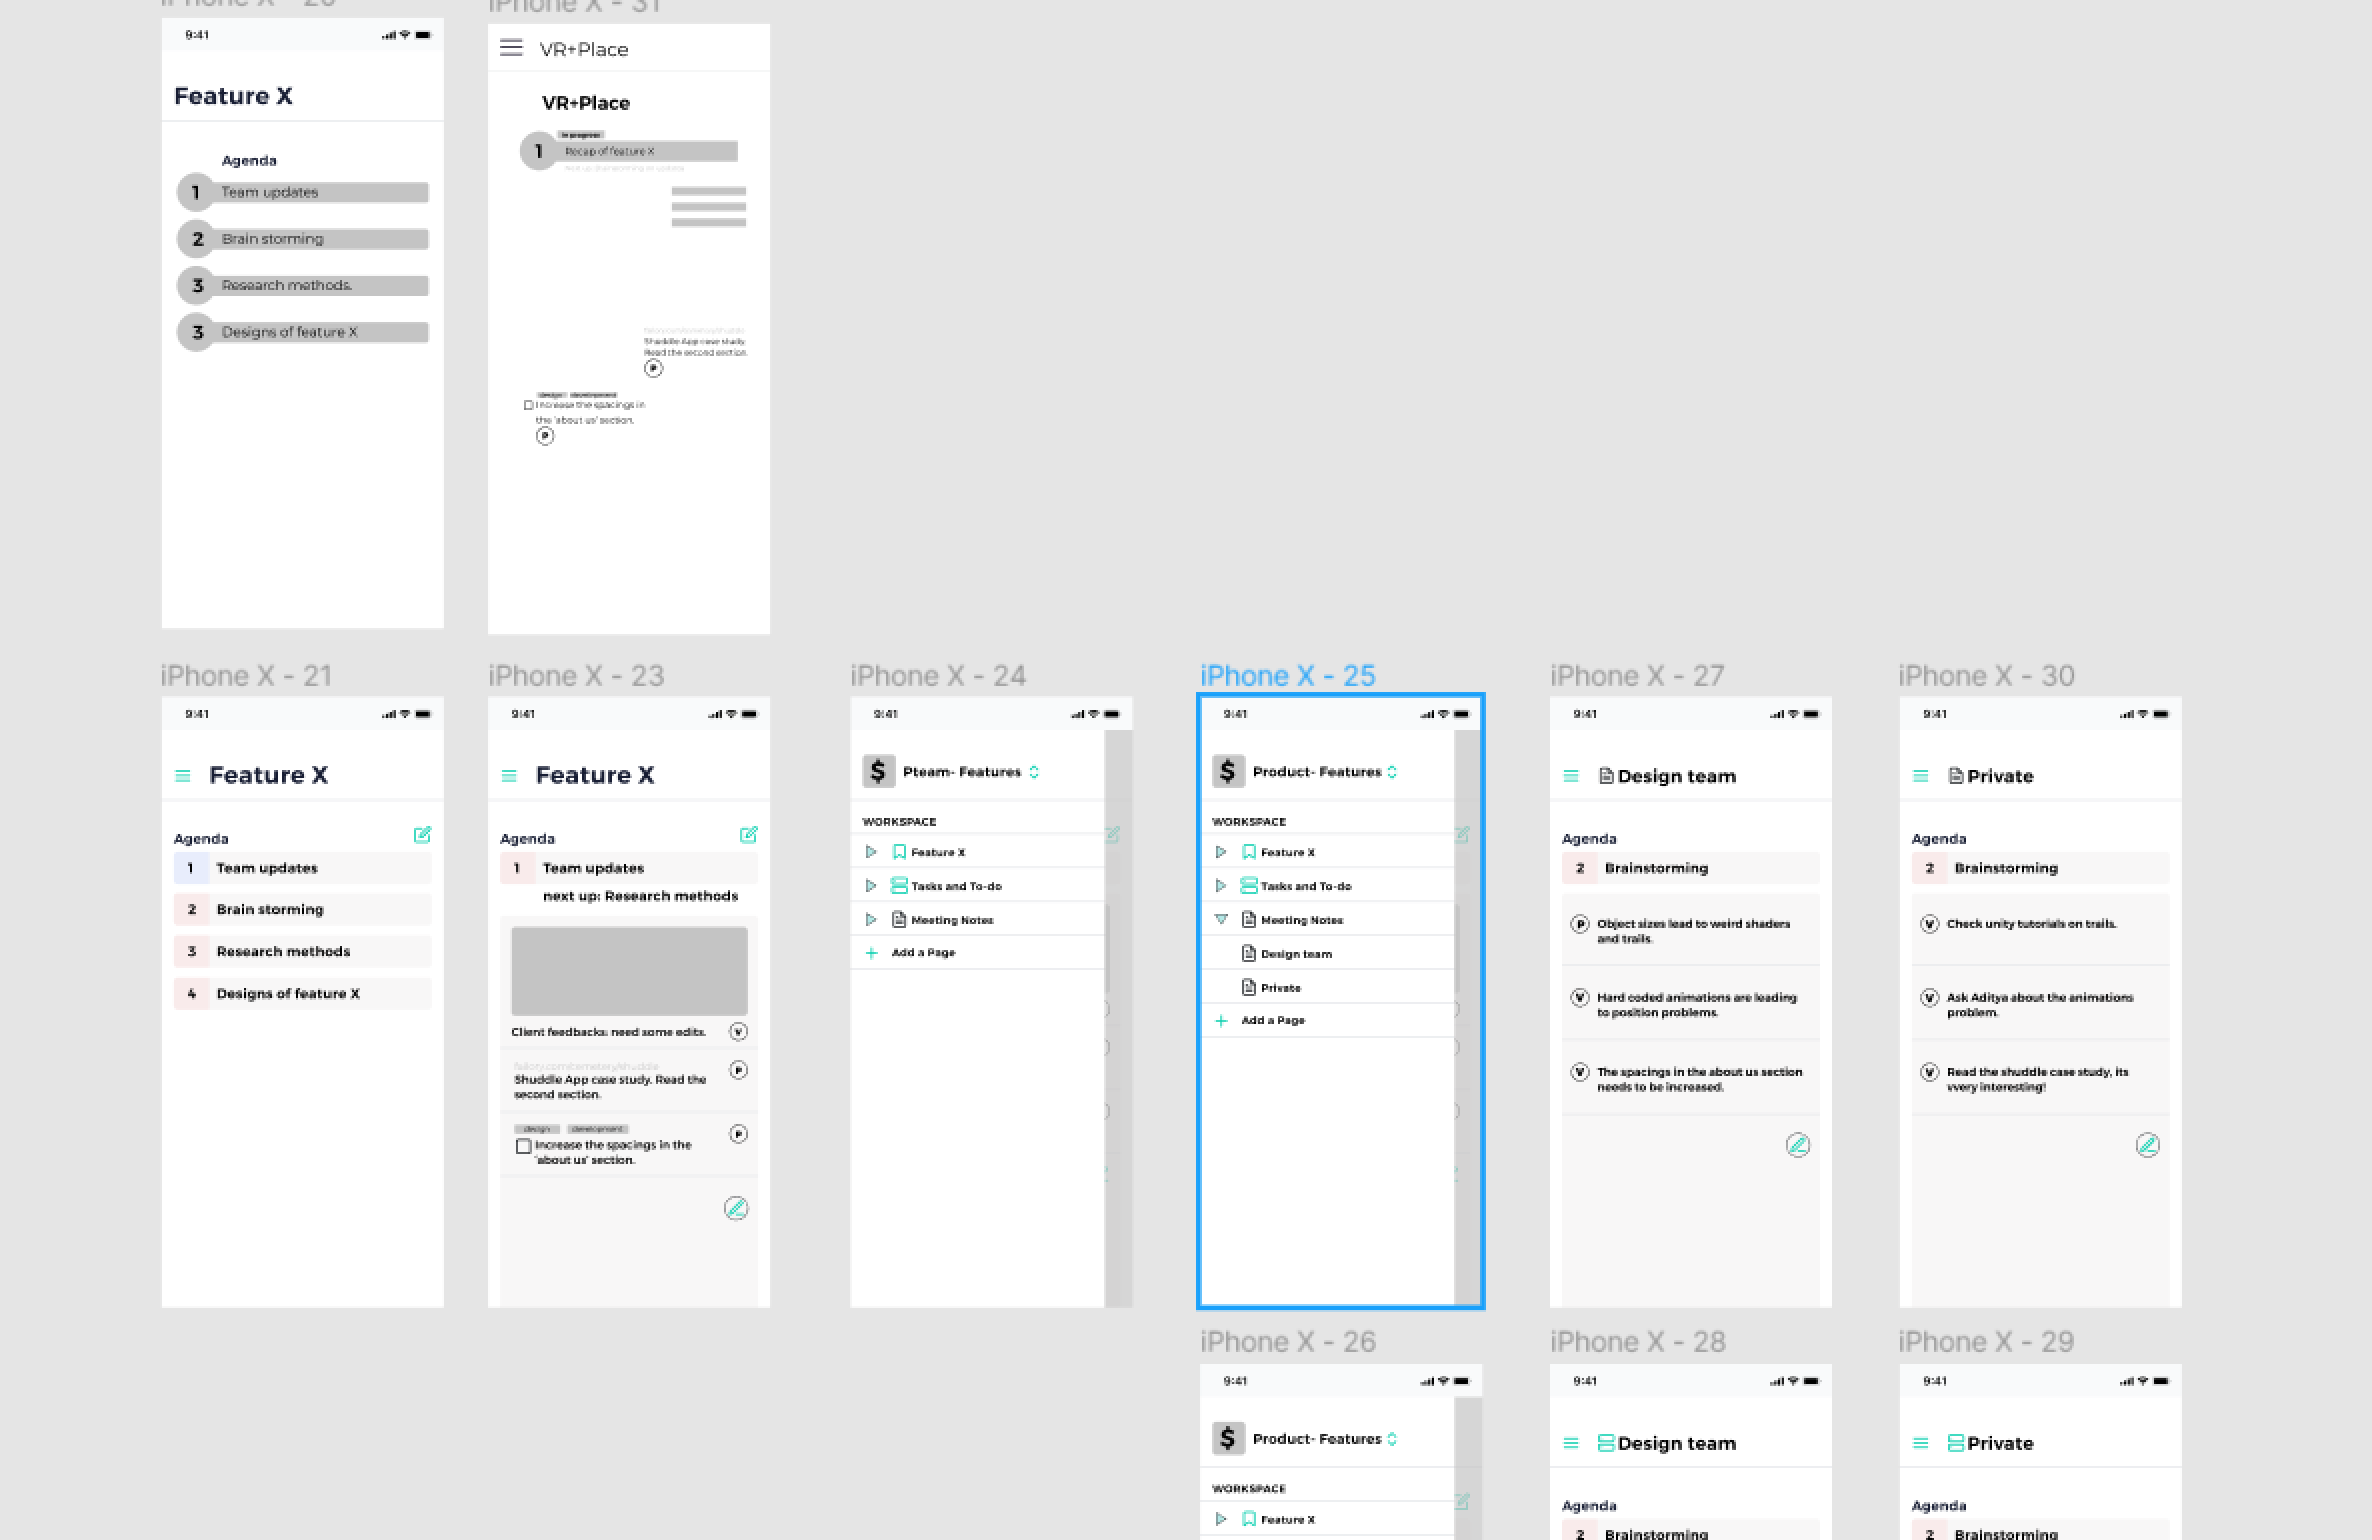 iPhone X - 31
9:41
Feature X
Agenda
1 Team updates
2 Brain storming
3 Research methods.
3 Designs of feature X
VR+Place
VR+Place
In progress
1 Recap of feature X
Shuddle App case study.
Read the second section.
P
design development
Increase the spacings in
the 'about us' section.
P
iPhone X - 21
9:41
Feature X
Agenda
1 Team updates
2 Brain storming
3 Research methods
4 Designs of feature X
iPhone X - 23
9:41
Feature X
Agenda
1 Team updates
next up: Research methods
Client feedbacks: need some edits.
V
failory.com/cemetery/shuddle
Shuddle App case study. Read the
second section.
P
design development
Increase the spacings in the
'about us' section.
P
iPhone X - 24
9:41
$ Pteam- Features
WORKSPACE
Feature X
Tasks and To-do
Meeting Notes
+ Add a Page
iPhone X - 25
9:41
$ Product- Features
WORKSPACE
Feature X
Tasks and To-do
Meeting Notes
Design team
Private
+ Add a Page
iPhone X - 27
9:41
Design team
Agenda
2 Brainstorming
P Object sizes lead to weird shaders
and trails.
V Hard coded animations are leading
to position problems.
V The spacings in the about us section
needs to be increased.
iPhone X - 30
9:41
Private
Agenda
2 Brainstorming
V Check unity tutorials on trails.
V Ask Aditya about the animations
problem.
V Read the shuddle case study, its
vvery interesting!
iPhone X - 26
9:41
$ Product- Features
WORKSPACE
Feature X
iPhone X - 28
9:41
Design team
Agenda
2 Brainstorming
iPhone X - 29
9:41
Private
Agenda
2 Brainstorming